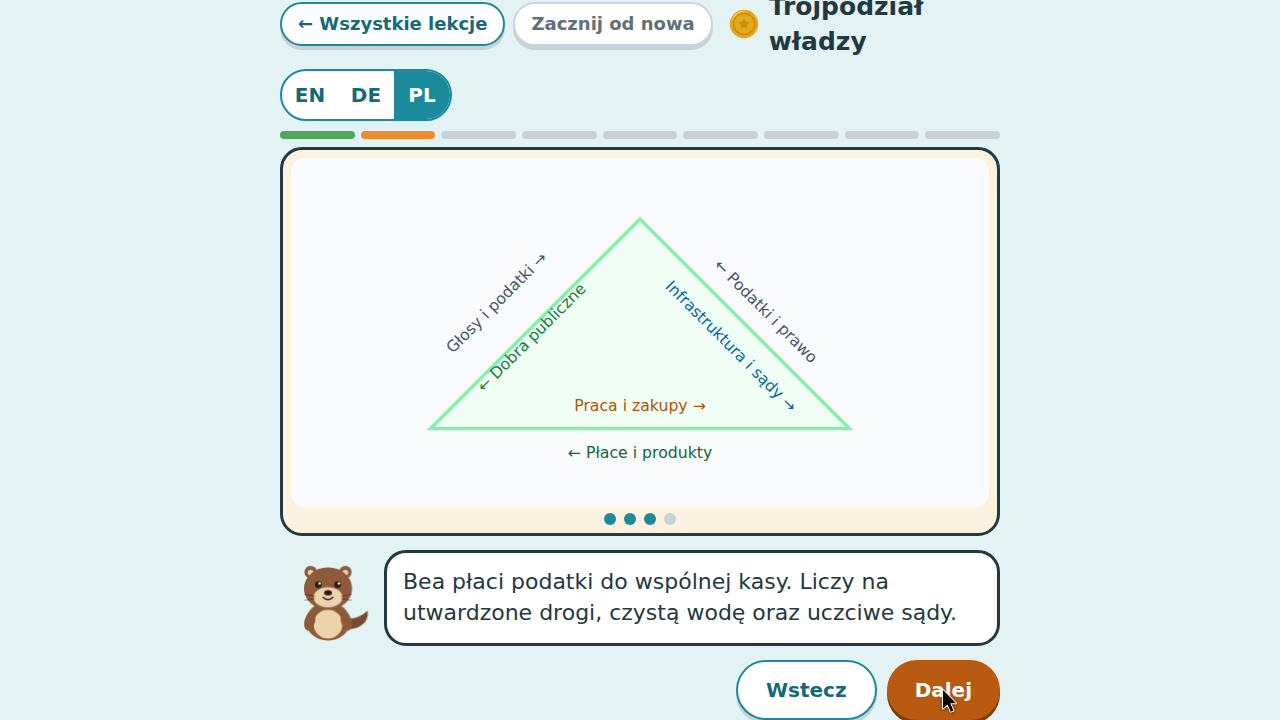 ← Wszystkie lekcje
Zacznij od nowa
Trójpodział
władzy
EN DE PL
Głosy i podatki →
← Dobra publiczne
← Podatki i prawo
Infrastruktura i sądy →
Praca i zakupy →
← Płace i produkty
Bea płaci podatki do wspólnej kasy. Liczy na
utwardzone drogi, czystą wodę oraz uczciwe sądy.
Wstecz
Dalej